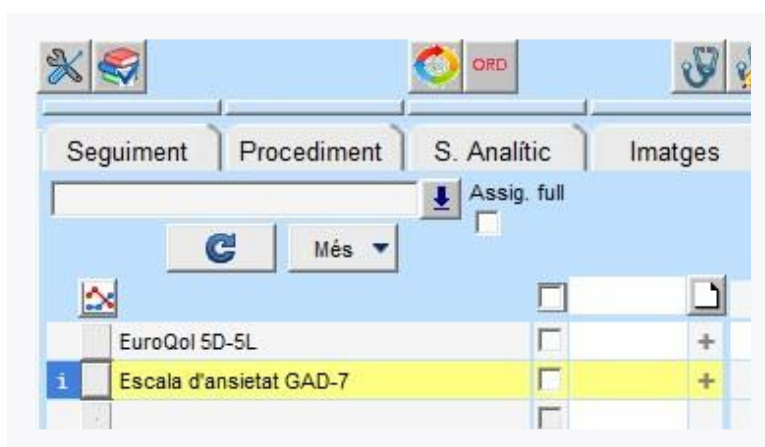 ORD
Seguiment Procediment S. Analític Imatges
Assig. full
Més
EuroQol 5D-5L
i Escala d'ansietat GAD-7